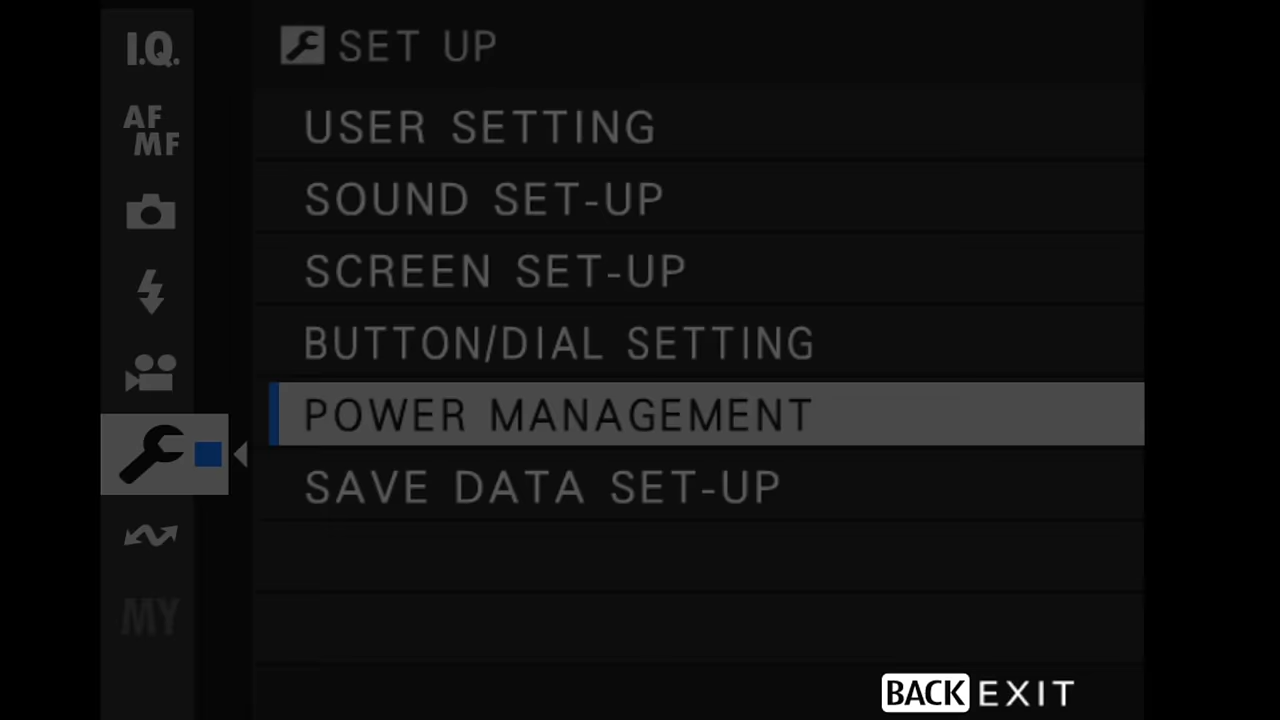 I.Q.
AF
MF
MY
SET UP
USER SETTING
SOUND SET-UP
SCREEN SET-UP
BUTTON/DIAL SETTING
POWER MANAGEMENT
SAVE DATA SET-UP
BACK EXIT